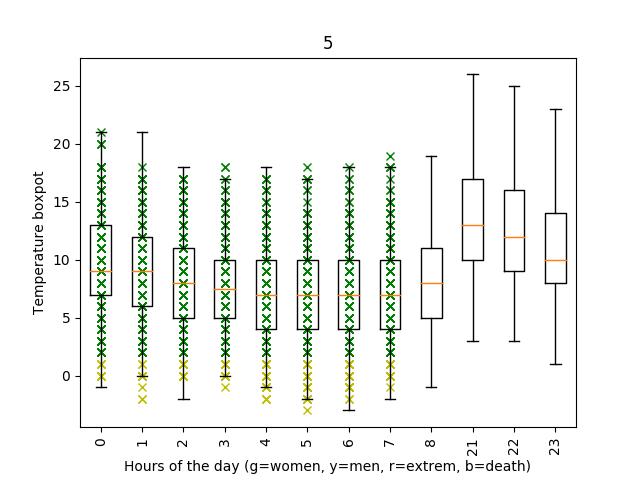 5
25
20
15
10
5
0
Temperature boxpot
0 1 2 3 4 5 6 7 8 21 22 23
Hours of the day (g=women, y=men, r=extrem, b=death)